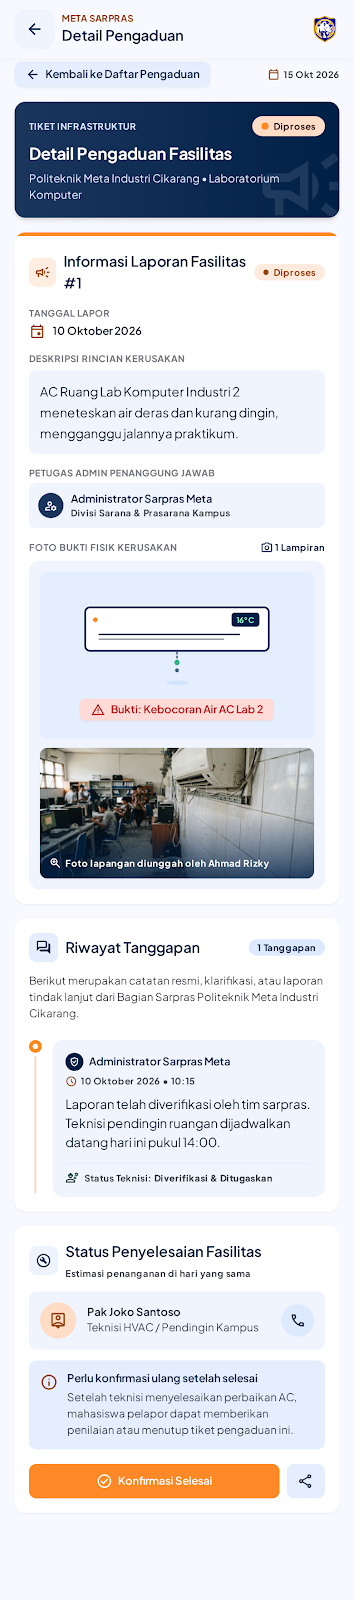 META SARPRAS
Detail Pengaduan
Kembali ke Daftar Pengaduan
15 Okt 2026
TIKET INFRASTRUKTUR
Diproses
Detail Pengaduan Fasilitas
Politeknik Meta Industri Cikarang • Laboratorium
Komputer
Informasi Laporan Fasilitas
#1
Diproses
TANGGAL LAPOR
10 Oktober 2026
DESKRIPSI RINCIAN KERUSAKAN
AC Ruang Lab Komputer Industri 2
meneteskan air deras dan kurang dingin,
mengganggu jalannya praktikum.
PETUGAS ADMIN PENANGGUNG JAWAB
Administrator Sarpras Meta
Divisi Sarana & Prasarana Kampus
FOTO BUKTI FISIK KERUSAKAN
1 Lampiran
16°C
Bukti: Kebocoran Air AC Lab 2
Foto lapangan diunggah oleh Ahmad Rizky
Riwayat Tanggapan
1 Tanggapan
Berikut merupakan catatan resmi, klarifikasi, atau laporan
tindak lanjut dari Bagian Sarpras Politeknik Meta Industri
Cikarang.
Administrator Sarpras Meta
10 Oktober 2026 • 10:15
Laporan telah diverifikasi oleh tim sarpras.
Teknisi pendingin ruangan dijadwalkan
datang hari ini pukul 14:00.
Status Teknisi: Diverifikasi & Ditugaskan
Status Penyelesaian Fasilitas
Estimasi penanganan di hari yang sama
Pak Joko Santoso
Teknisi HVAC / Pendingin Kampus
Perlu konfirmasi ulang setelah selesai
Setelah teknisi menyelesaikan perbaikan AC,
mahasiswa pelapor dapat memberikan
penilaian atau menutup tiket pengaduan ini.
Konfirmasi Selesai